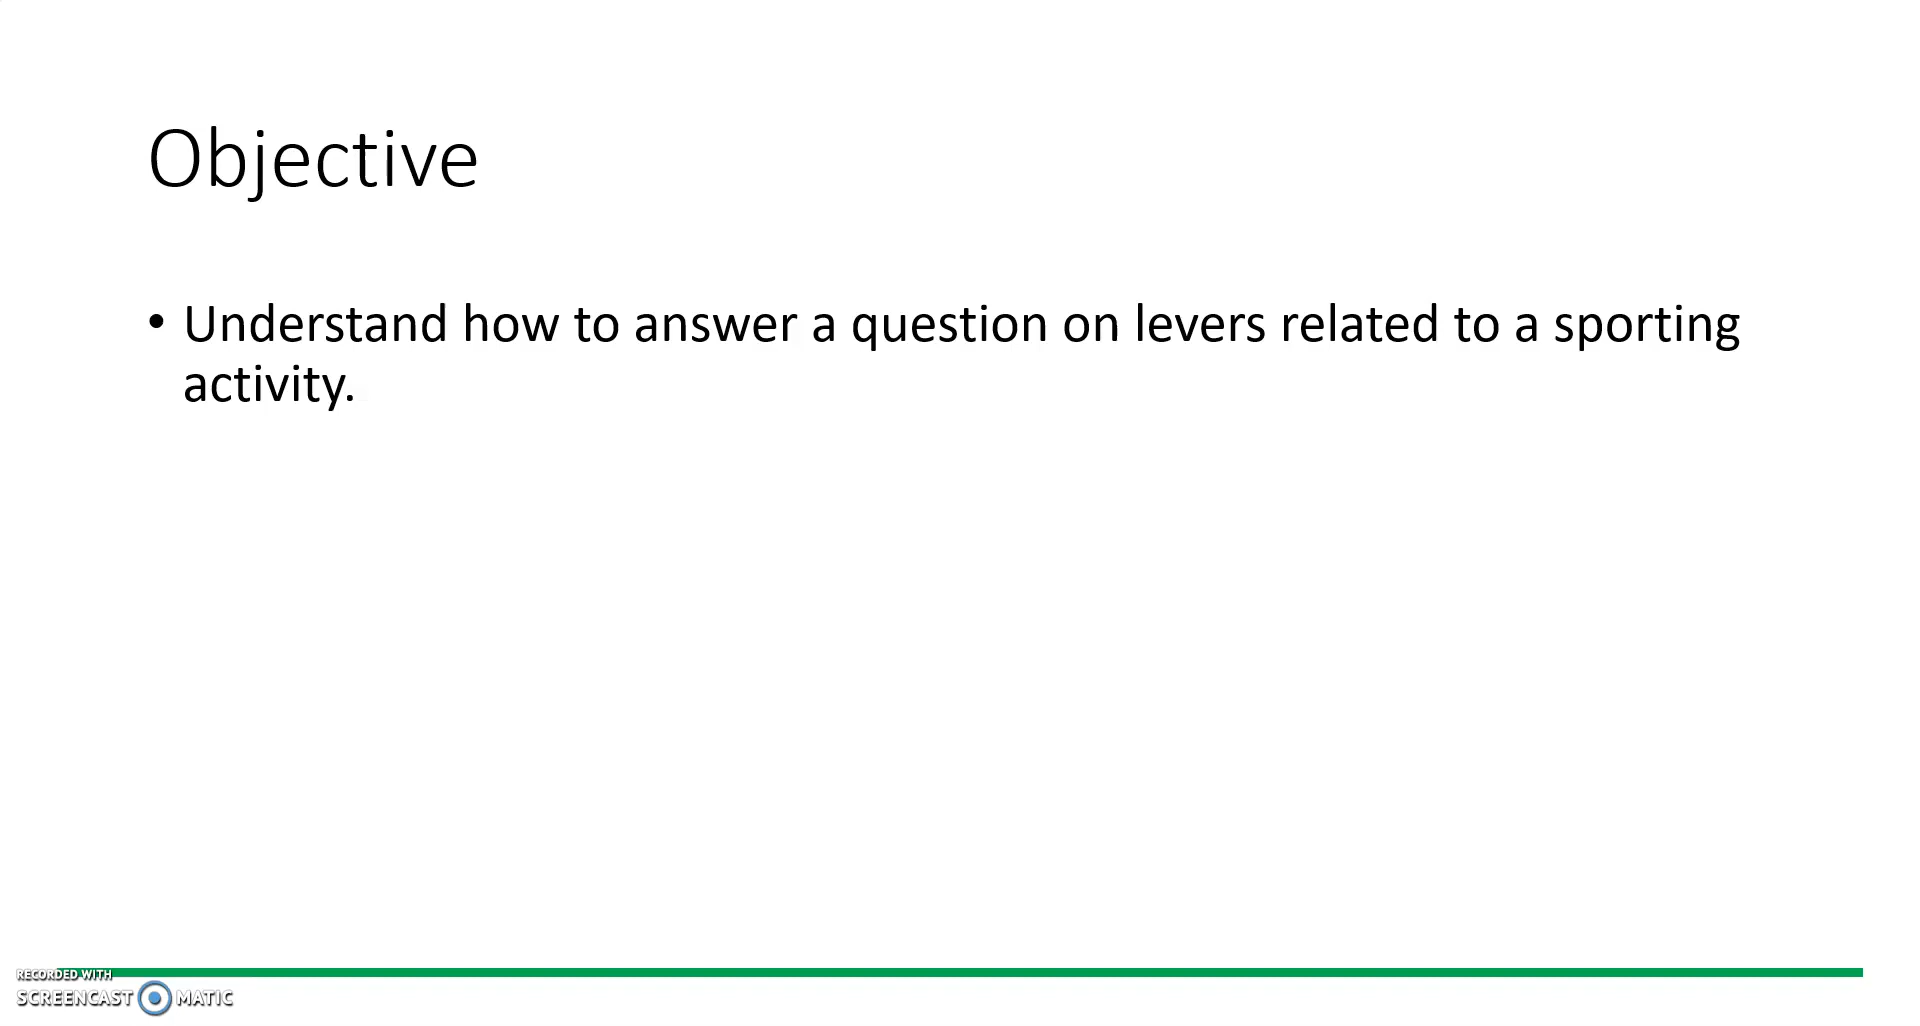 Objective
• Understand how to answer a question on levers related to a sporting
activity.
RECORDED WITH
SCREENCAST MATIC